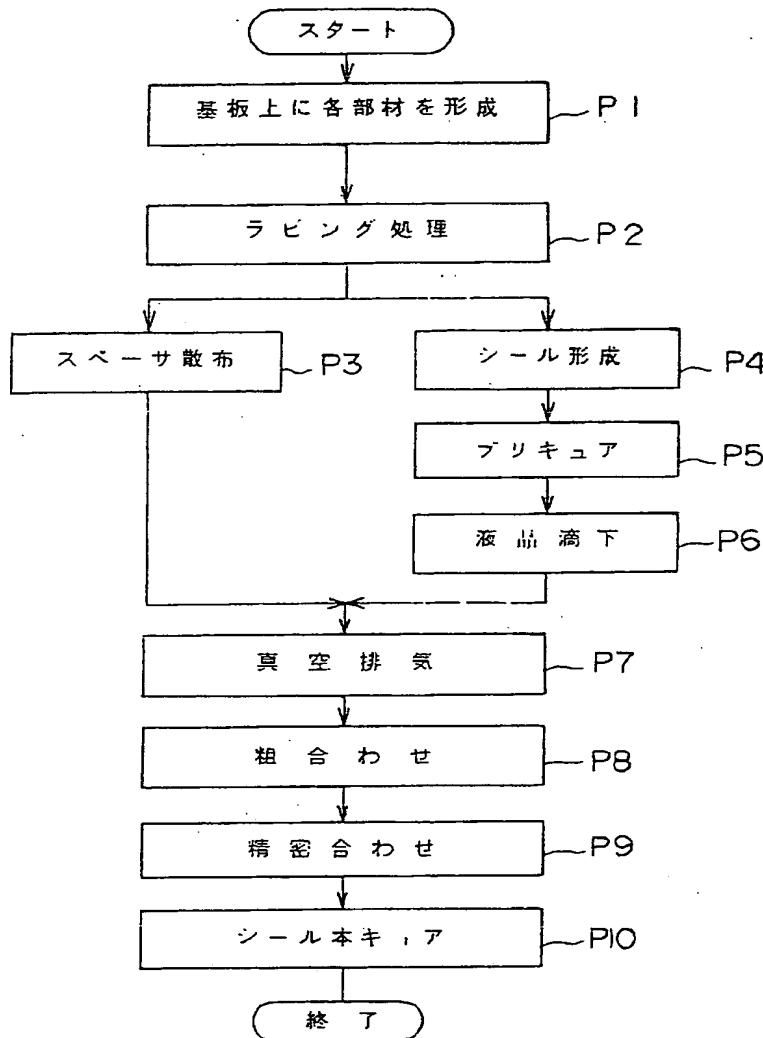 スタート
基板上に各部材を形成 P1
ラビング処理 P2
スペーサ散布 P3
シール形成 P4
プリキュア P5
液晶滴下 P6
真空排気 P7
粗合わせ P8
精密合わせ P9
シール本キュア P10
終了